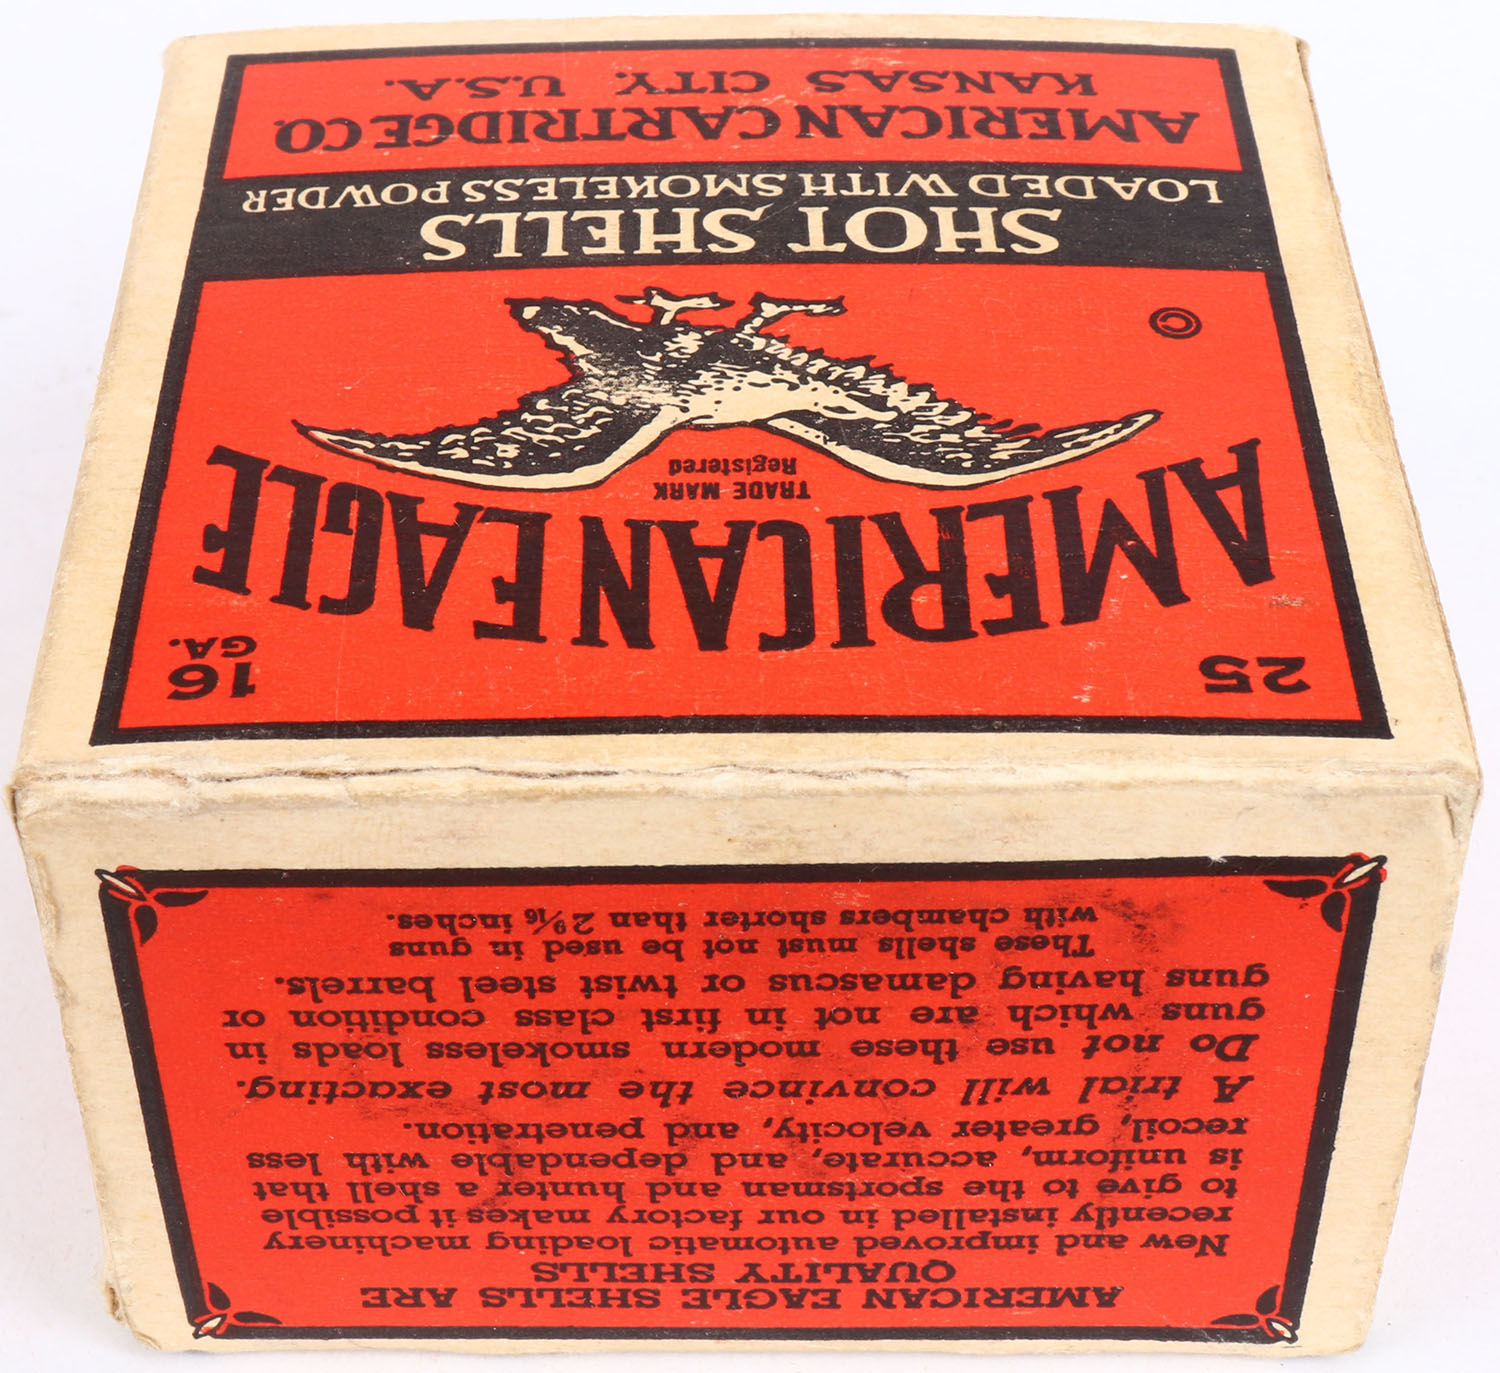 25
16
GA.
AMERICAN EAGLE
TRADE MARK
Registered
©
SHOT SHELLS
LOADED WITH SMOKELESS POWDER
AMERICAN CARTRIDGE CO.
KANSAS CITY, U.S.A.
AMERICAN EAGLE SHELLS ARE
QUALITY SHELLS
New and improved automatic loading machinery
recently installed in our factory makes it possible
to give to the sportsman and hunter a shell that
is uniform, accurate, and dependable with less
recoil, greater velocity, and penetration.
A trial will convince the most exacting.
Do not use these modern smokeless loads in
guns which are not in first class condition or
guns having damascus or twist steel barrels.
These shells must not be used in guns
with chambers shorter than 2 9/16 inches.